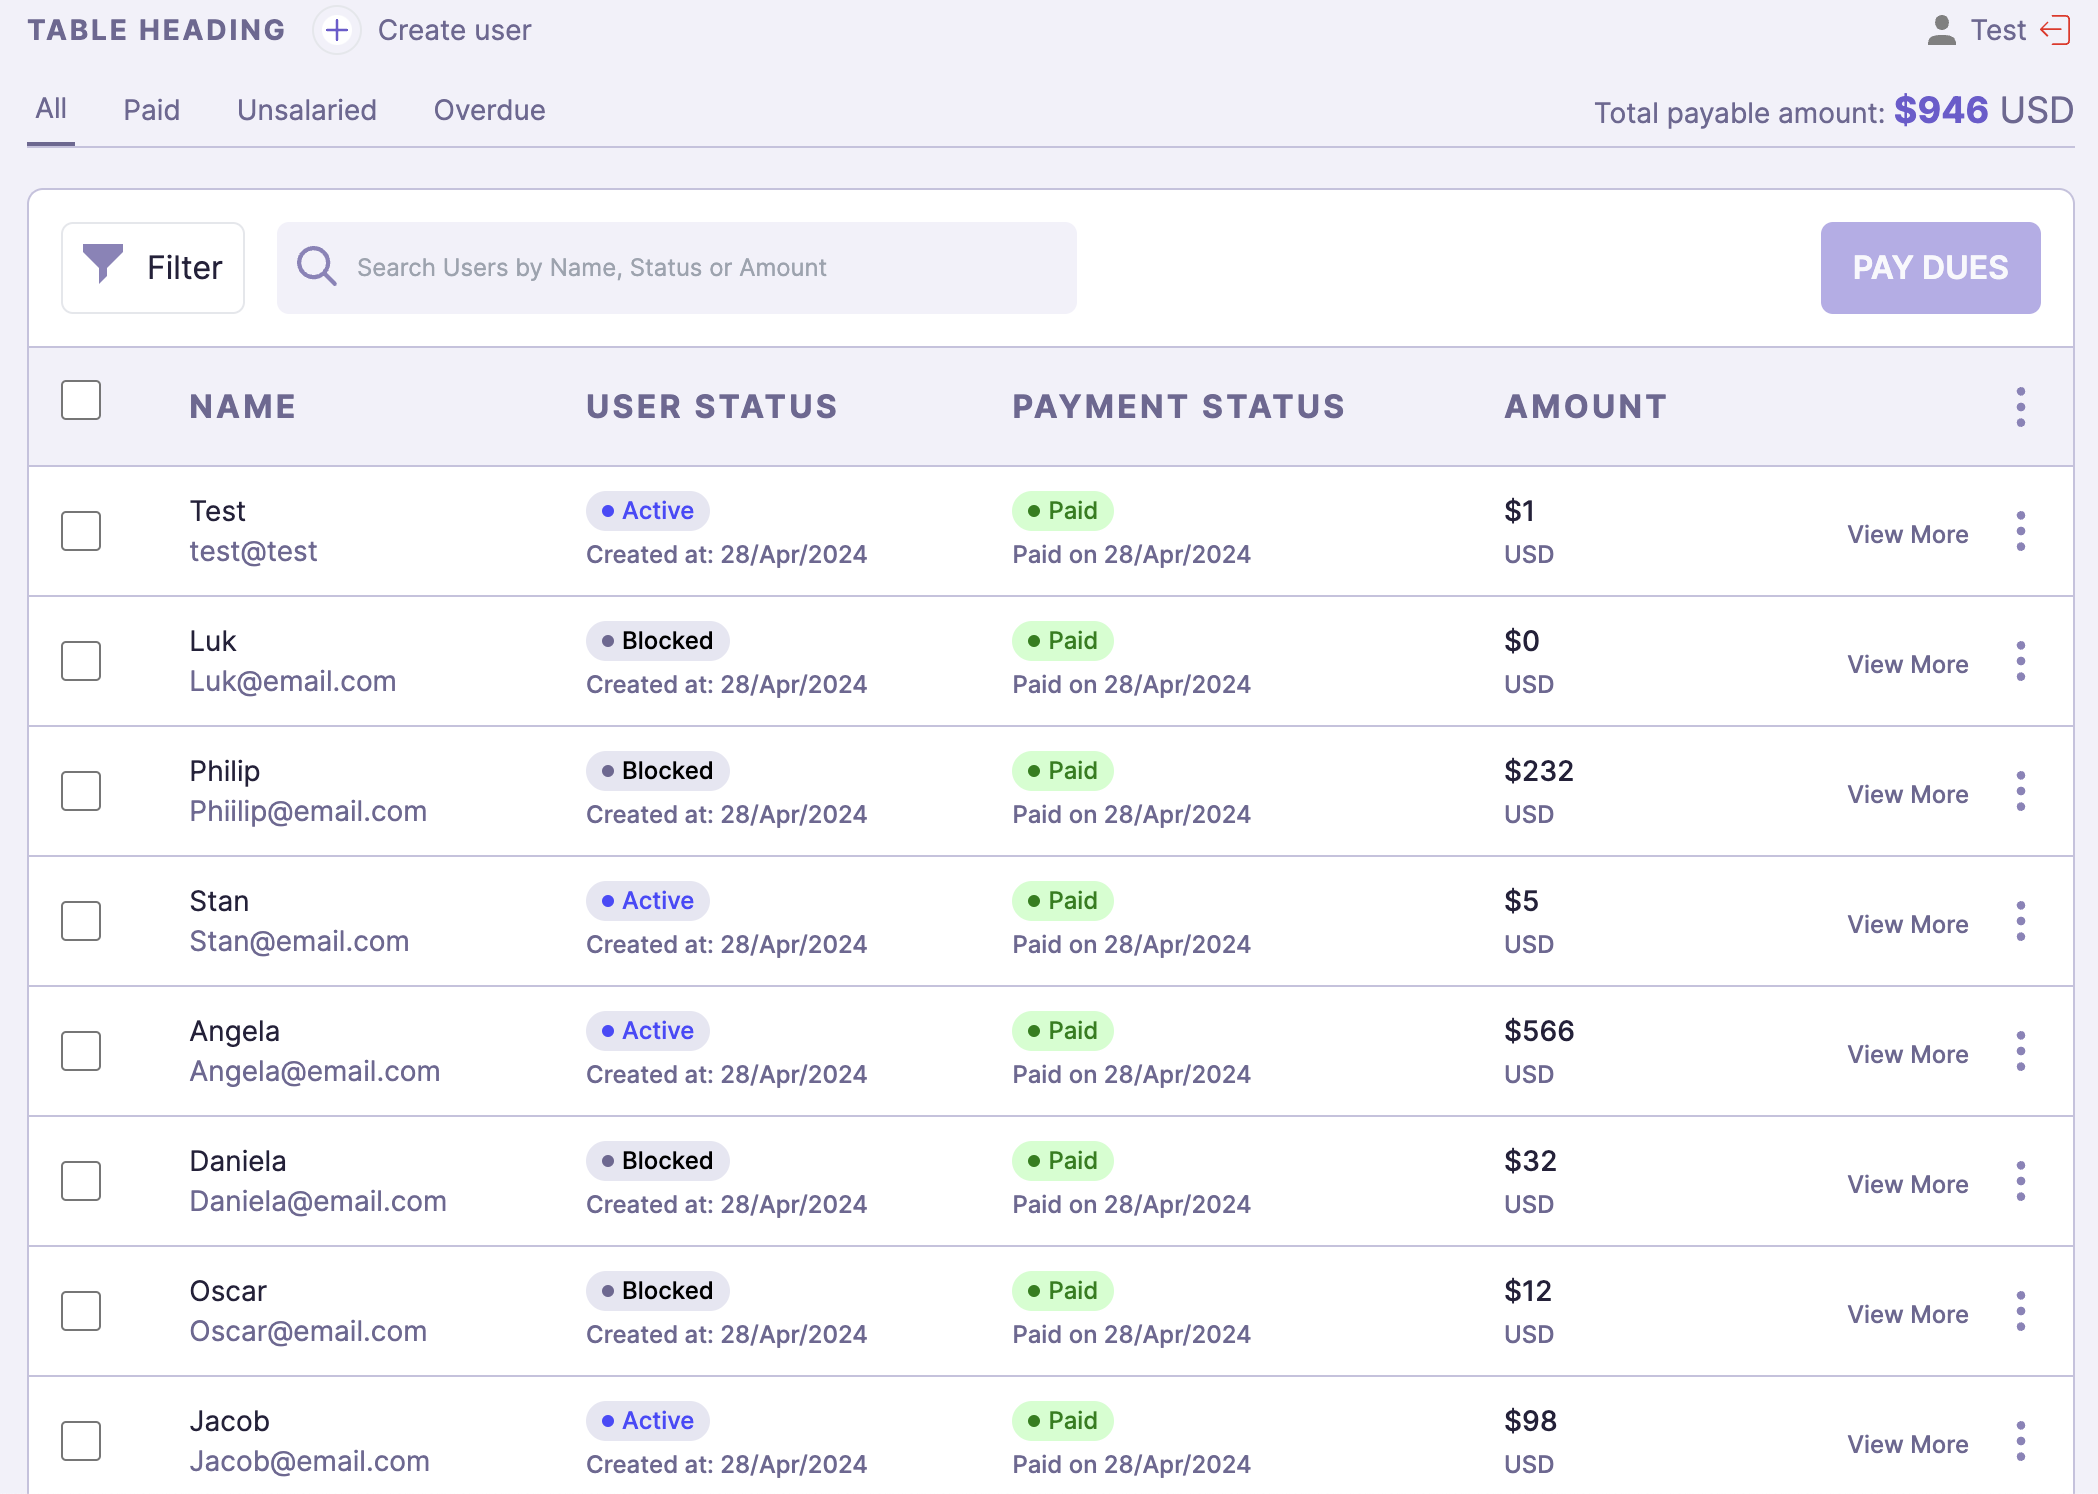 TABLE HEADING Create user Test
All Paid Unsalaried Overdue Total payable amount: $946 USD
Filter Search Users by Name, Status or Amount PAY DUES
NAME USER STATUS PAYMENT STATUS AMOUNT
Test Active Paid $1
test@test Created at: 28/Apr/2024 Paid on 28/Apr/2024 USD View More
Luk Blocked Paid $0
Luk@email.com Created at: 28/Apr/2024 Paid on 28/Apr/2024 USD View More
Philip Blocked Paid $232
Phiilip@email.com Created at: 28/Apr/2024 Paid on 28/Apr/2024 USD View More
Stan Active Paid $5
Stan@email.com Created at: 28/Apr/2024 Paid on 28/Apr/2024 USD View More
Angela Active Paid $566
Angela@email.com Created at: 28/Apr/2024 Paid on 28/Apr/2024 USD View More
Daniela Blocked Paid $32
Daniela@email.com Created at: 28/Apr/2024 Paid on 28/Apr/2024 USD View More
Oscar Blocked Paid $12
Oscar@email.com Created at: 28/Apr/2024 Paid on 28/Apr/2024 USD View More
Jacob Active Paid $98
Jacob@email.com Created at: 28/Apr/2024 Paid on 28/Apr/2024 USD View More